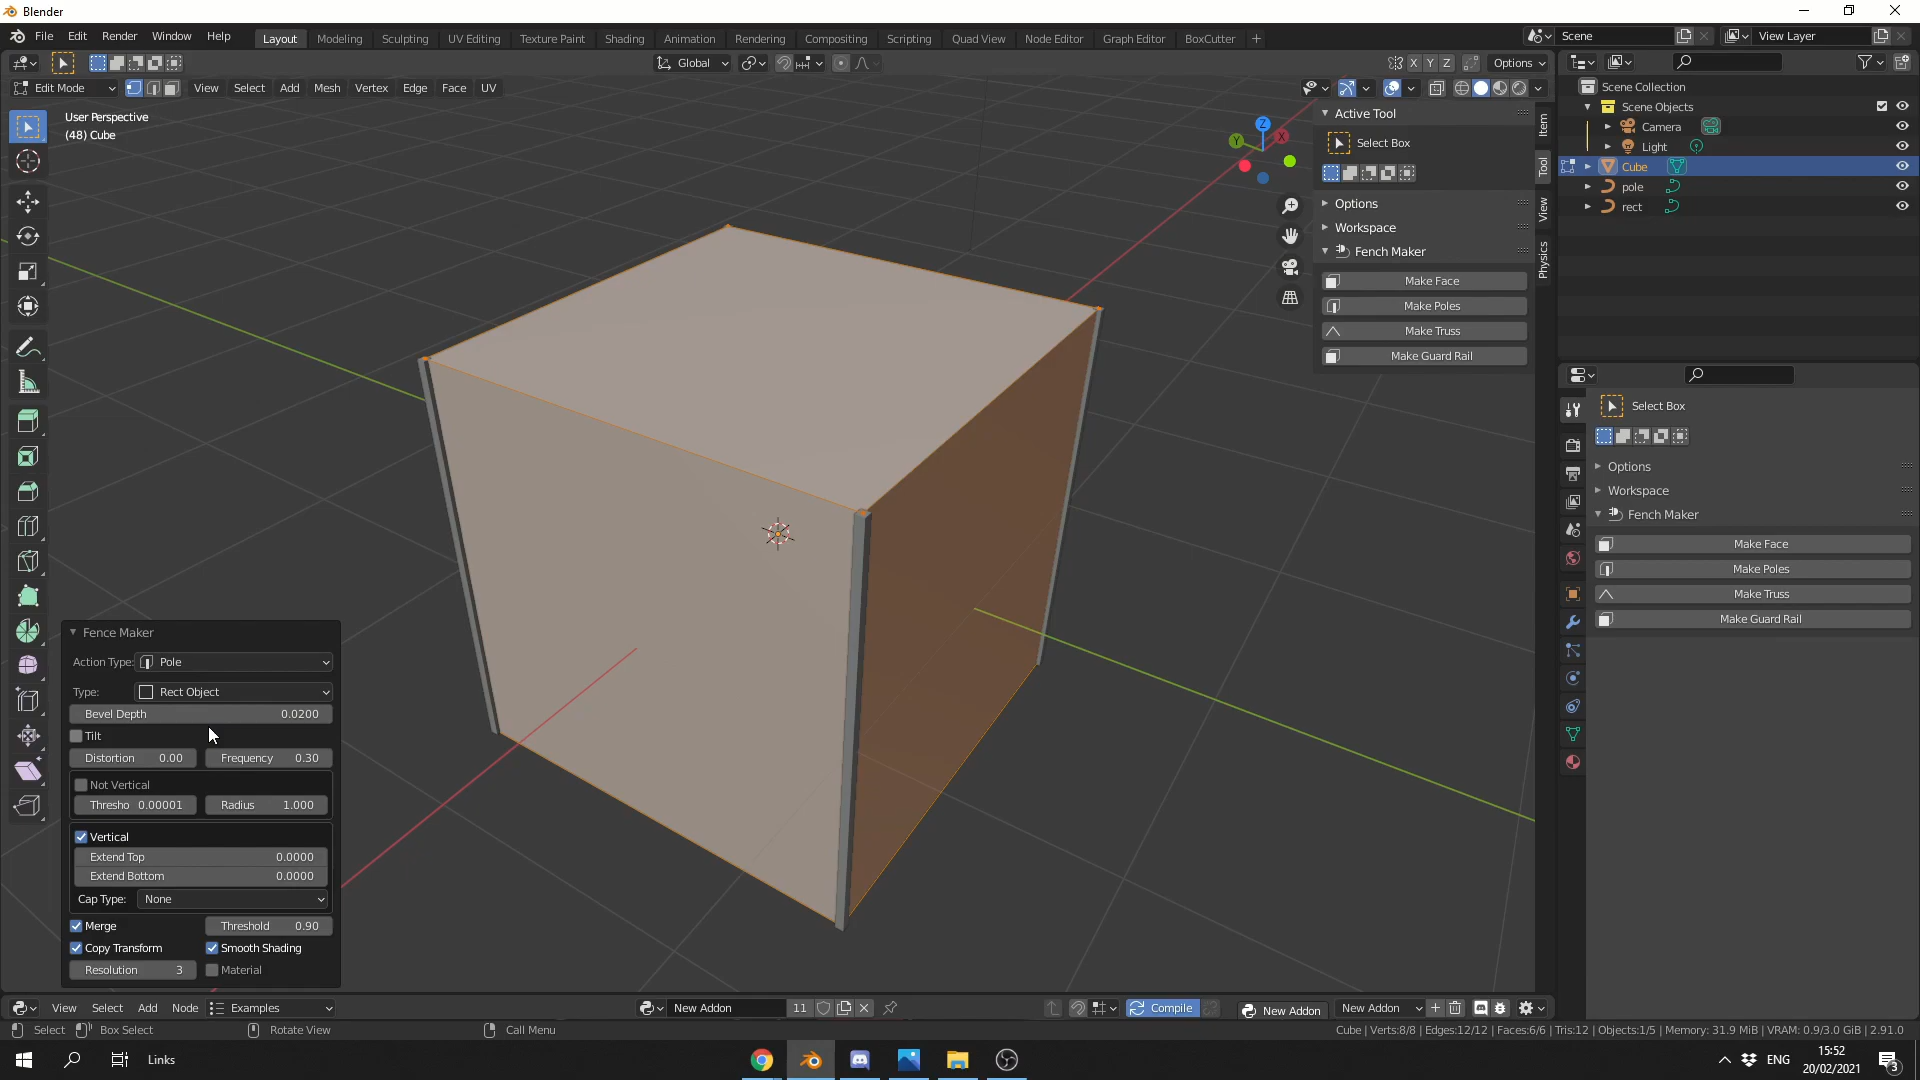 Blender
File Edit Render Window Help
Layout Modeling Sculpting UV Editing Texture Paint Shading Animation Rendering Compositing Scripting Quad View Node Editor Graph Editor BoxCutter +
Scene
View Layer
Global
X Y Z
Options
Edit Mode
View Select Add Mesh Vertex Edge Face UV
User Perspective
(48) Cube
Z
Y
X
Active Tool
Select Box
Options
Workspace
Fench Maker
Make Face
Make Poles
Make Truss
Make Guard Rail
Item
Tool
View
Physics
Scene Collection
Scene Objects
Camera
Light
Cube
pole
rect
Select Box
Options
Workspace
Fench Maker
Make Face
Make Poles
Make Truss
Make Guard Rail
Fence Maker
Action Type: Pole
Type: Rect Object
Bevel Depth 0.0200
Tilt
Distortion 0.00 Frequency 0.30
Not Vertical
Thresho 0.00001 Radius 1.000
Vertical
Extend Top 0.0000
Extend Bottom 0.0000
Cap Type: None
Merge Threshold 0.90
Copy Transform Smooth Shading
Resolution 3 Material
View Select Add Node Examples
New Addon 11
Compile
New Addon
New Addon
Select Box Select Rotate View Call Menu
Cube | Verts:8/8 | Edges:12/12 | Faces:6/6 | Tris:12 | Objects:1/5 | Memory: 31.9 MiB | VRAM: 0.9/3.0 GiB | 2.91.0
Links
ENG
15:52
20/02/2021
3